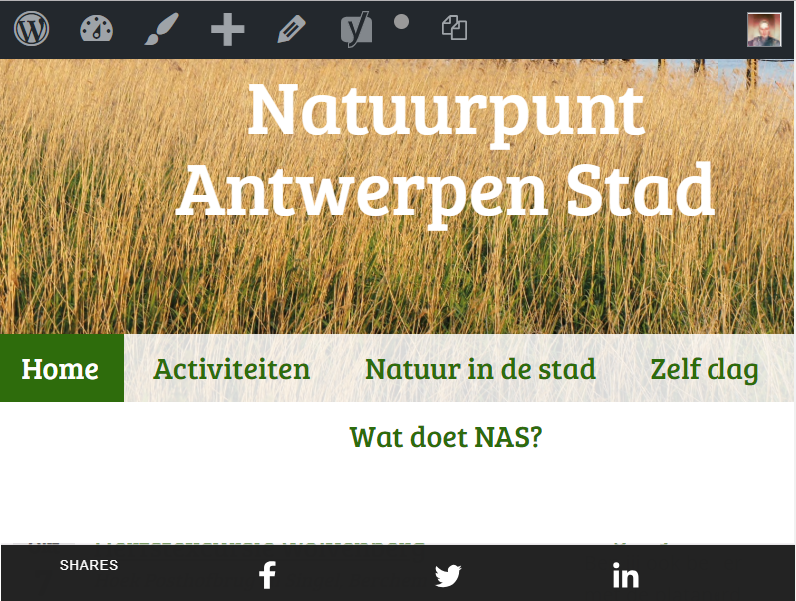 Natuurpunt
Antwerpen Stad
Home Activiteiten Natuur in de stad Zelf dag
Wat doet NAS?
SHARES